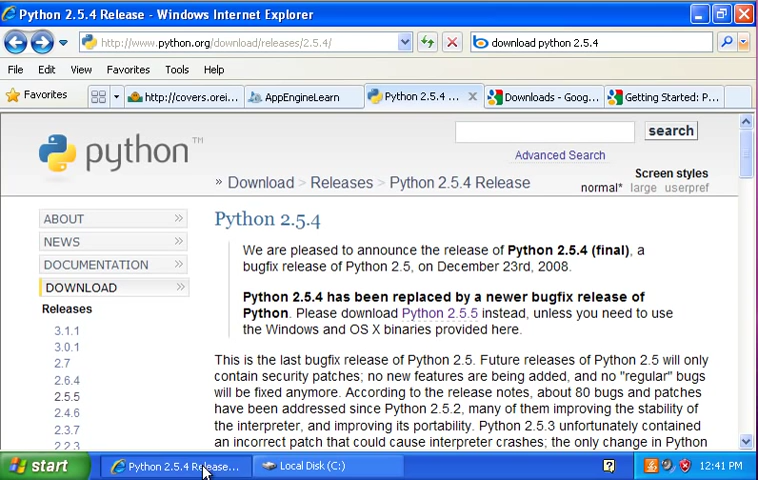 Python 2.5.4 Release - Windows Internet Explorer
http://www.python.org/download/releases/2.5.4/
download python 2.5.4
File Edit View Favorites Tools Help
Favorites
http://covers.orei...
AppEngineLearn
Python 2.5.4 ...
Downloads - Goog...
Getting Started: P...
python™
search
Advanced Search
Screen styles
normal* large userpref
» Download > Releases > Python 2.5.4 Release
ABOUT »
NEWS »
DOCUMENTATION »
DOWNLOAD »
Releases
3.1.1
3.0.1
2.7
2.6.4
2.5.5
2.4.6
2.3.7
2.2.3
Python 2.5.4
We are pleased to announce the release of Python 2.5.4 (final), a
bugfix release of Python 2.5, on December 23rd, 2008.
Python 2.5.4 has been replaced by a newer bugfix release of
Python. Please download Python 2.5.5 instead, unless you need to use
the Windows and OS X binaries provided here.
This is the last bugfix release of Python 2.5. Future releases of Python 2.5 will only
contain security patches; no new features are being added, and no "regular" bugs
will be fixed anymore. According to the release notes, about 80 bugs and patches
have been addressed since Python 2.5.2, many of them improving the stability of
the interpreter, and improving its portability. Python 2.5.3 unfortunately contained
an incorrect patch that could cause interpreter crashes; the only change in Python
start
Python 2.5.4 Release...
Local Disk (C:)
12:41 PM